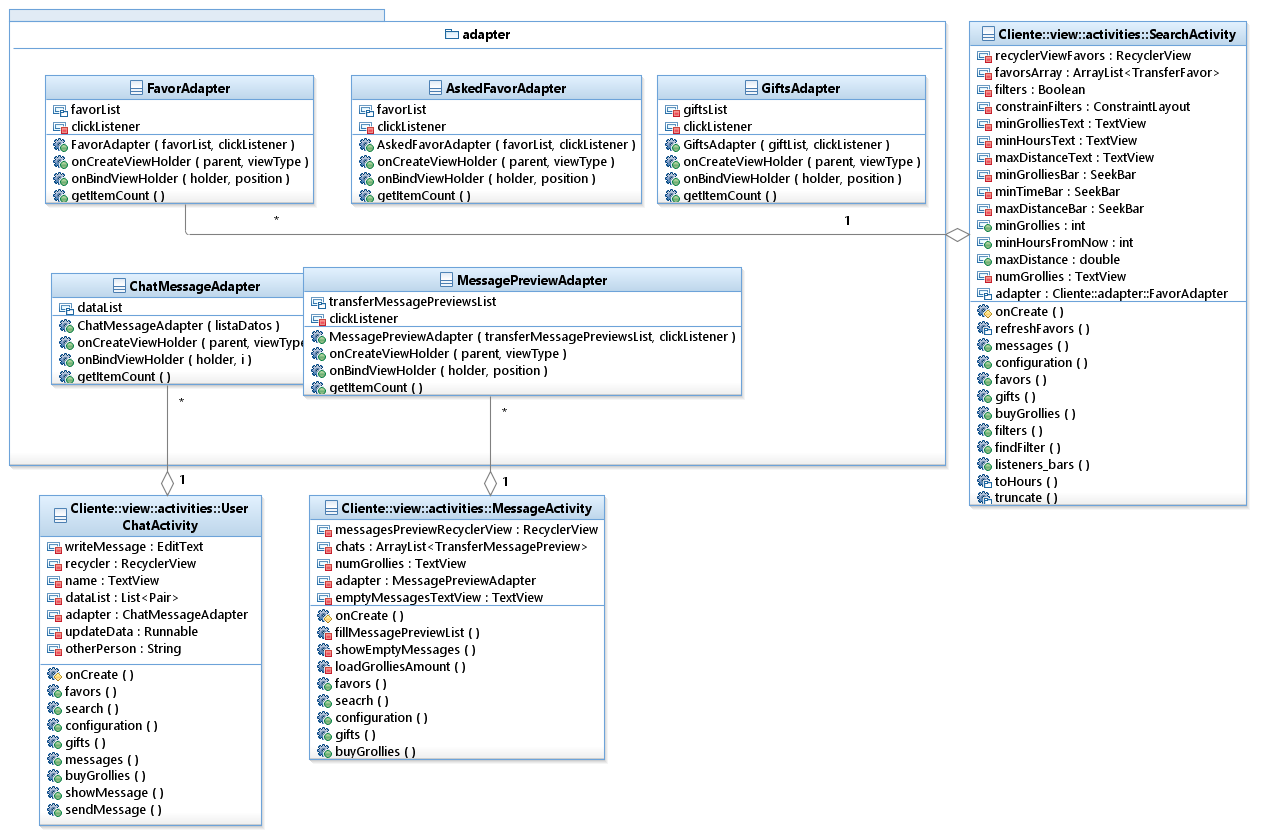 adapter
FavorAdapter
favorList
clickListener
FavorAdapter ( favorList, clickListener )
onCreateViewHolder ( parent, viewType )
onBindViewHolder ( holder, position )
getItemCount ( )
*
1
AskedFavorAdapter
favorList
clickListener
AskedFavorAdapter ( favorList, clickListener )
onCreateViewHolder ( parent, viewType )
onBindViewHolder ( holder, position )
getItemCount ( )
GiftsAdapter
giftsList
clickListener
GiftsAdapter ( giftList, clickListener )
onCreateViewHolder ( parent, viewType )
onBindViewHolder ( holder, position )
getItemCount ( )
Cliente::view::activities::SearchActivity
recyclerViewFavors : RecyclerView
favorsArray : ArrayList<TransferFavor>
filters : Boolean
constrainFilters : ConstraintLayout
minGrolliesText : TextView
minHoursText : TextView
maxDistanceText : TextView
minGrolliesBar : SeekBar
minTimeBar : SeekBar
maxDistanceBar : SeekBar
minGrollies : int
minHoursFromNow : int
maxDistance : double
numGrollies : TextView
adapter : Cliente::adapter::FavorAdapter
onCreate ( )
refreshFavors ( )
messages ( )
configuration ( )
favors ( )
gifts ( )
buyGrollies ( )
filters ( )
findFilter ( )
listeners_bars ( )
toHours ( )
truncate ( )
ChatMessageAdapter
dataList
ChatMessageAdapter ( listaDatos )
onCreateViewHolder ( parent, viewType
onBindViewHolder ( holder, i )
getItemCount ( )
*
1
MessagePreviewAdapter
transferMessagePreviewsList
clickListener
MessagePreviewAdapter ( transferMessagePreviewsList, clickListener )
onCreateViewHolder ( parent, viewType )
onBindViewHolder ( holder, position )
getItemCount ( )
*
1
Cliente::view::activities::User
ChatActivity
writeMessage : EditText
recycler : RecyclerView
name : TextView
dataList : List<Pair>
adapter : ChatMessageAdapter
updateData : Runnable
otherPerson : String
onCreate ( )
favors ( )
search ( )
configuration ( )
gifts ( )
messages ( )
buyGrollies ( )
showMessage ( )
sendMessage ( )
Cliente::view::activities::MessageActivity
messagesPreviewRecyclerView : RecyclerView
chats : ArrayList<TransferMessagePreview>
numGrollies : TextView
adapter : MessagePreviewAdapter
emptyMessagesTextView : TextView
onCreate ( )
fillMessagePreviewList ( )
showEmptyMessages ( )
loadGrolliesAmount ( )
favors ( )
seacrh ( )
configuration ( )
gifts ( )
buyGrollies ( )